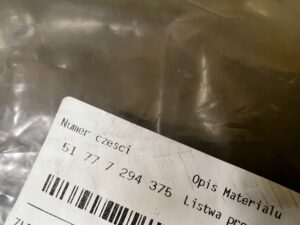 Numer czesci
51 77 7 294 375
Opis Materialu
Listwa